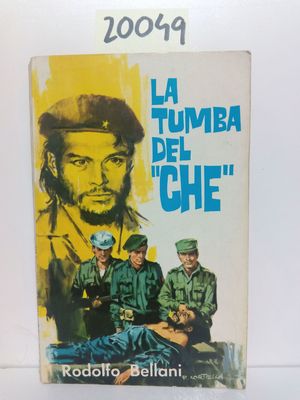 20049
LA
TUMBA
DEL
"CHE"
Rodolfo Bellani